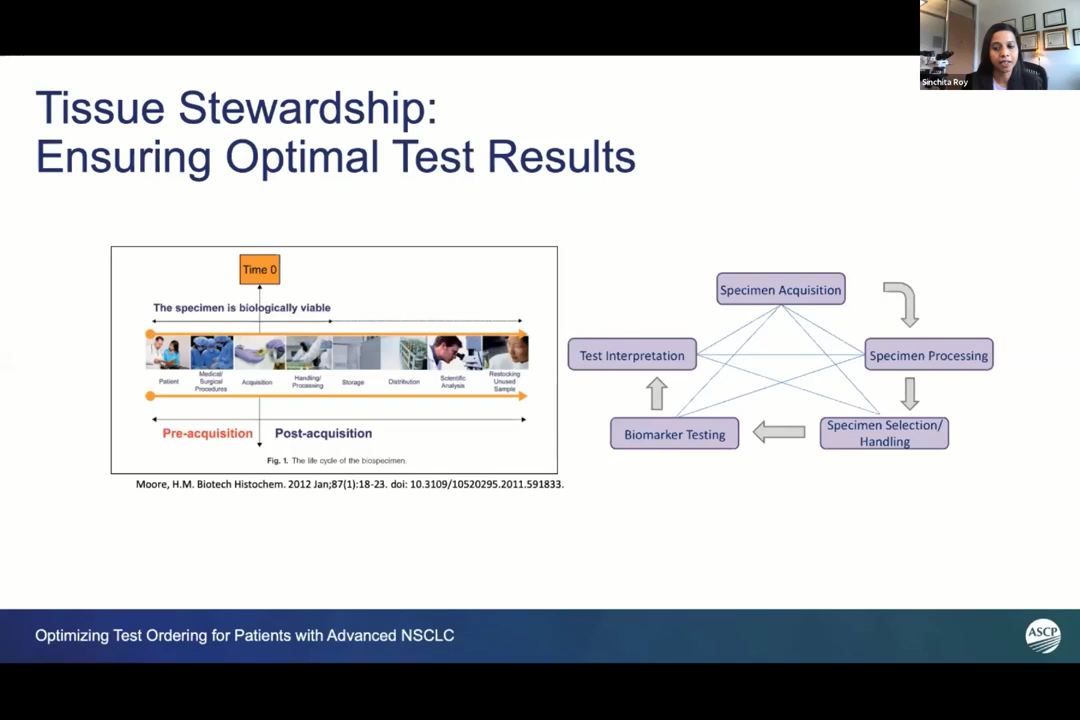 Sinchita Roy
Tissue Stewardship:
Ensuring Optimal Test Results
Time 0
The specimen is biologically viable
Patient
Medical/
Surgical
Procedures
Acquisition
Handling/
Processing
Storage
Distribution
Scientific
Analysis
Restocking
Unused
Sample
Pre-acquisition
Post-acquisition
Fig. 1. The life cycle of the biospecimen.
Moore, H.M. Biotech Histochem. 2012 Jan;87(1):18-23. doi: 10.3109/10520295.2011.591833.
Specimen Acquisition
Specimen Processing
Specimen Selection/
Handling
Biomarker Testing
Test Interpretation
Optimizing Test Ordering for Patients with Advanced NSCLC
ASCP